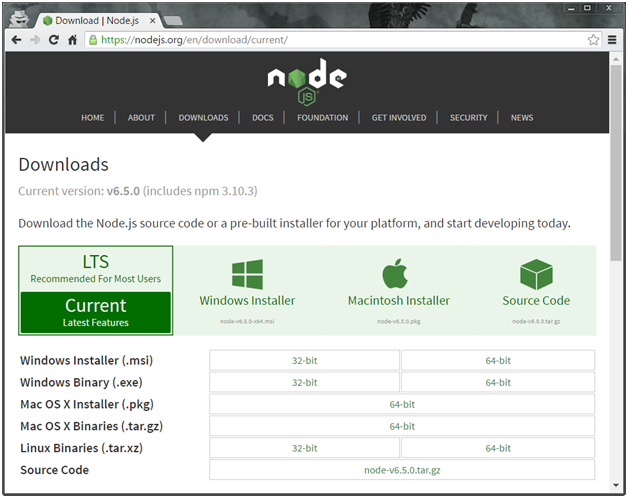 Download | Node.js
https://nodejs.org/en/download/current/
node
JS
HOME ABOUT DOWNLOADS DOCS FOUNDATION GET INVOLVED SECURITY NEWS
Downloads
Current version: v6.5.0 (includes npm 3.10.3)
Download the Node.js source code or a pre-built installer for your platform, and start developing today.
LTS
Recommended For Most Users
Current
Latest Features
Windows Installer
node-v6.5.0-x64.msi
Macintosh Installer
node-v6.5.0.pkg
Source Code
node-v6.5.0.tar.gz
Windows Installer (.msi) 32-bit 64-bit
Windows Binary (.exe) 32-bit 64-bit
Mac OS X Installer (.pkg) 64-bit
Mac OS X Binaries (.tar.gz) 64-bit
Linux Binaries (.tar.xz) 32-bit 64-bit
Source Code node-v6.5.0.tar.gz